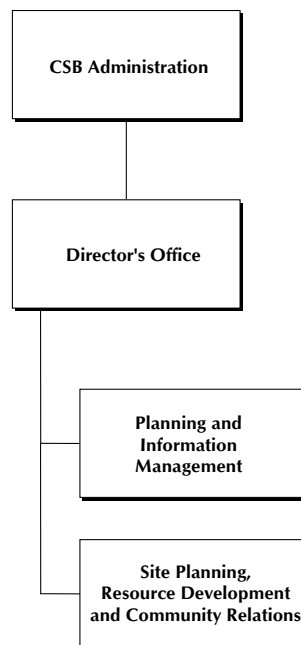 CSB Administration
Director's Office
Planning and
Information
Management
Site Planning,
Resource Development
and Community Relations